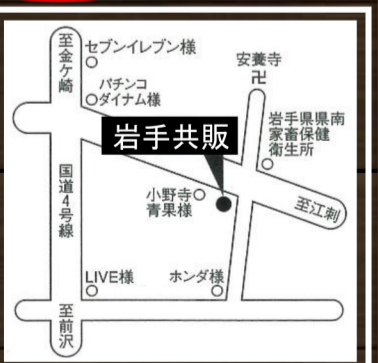 至金ヶ崎
セブンイレブン様
パチンコ
ダイナム様
安養寺
卍
岩手共販
岩手県県南
家畜保健
衛生所
国道4号線
小野寺
青果様
至江刺
LIVE様
ホンダ様
至前沢